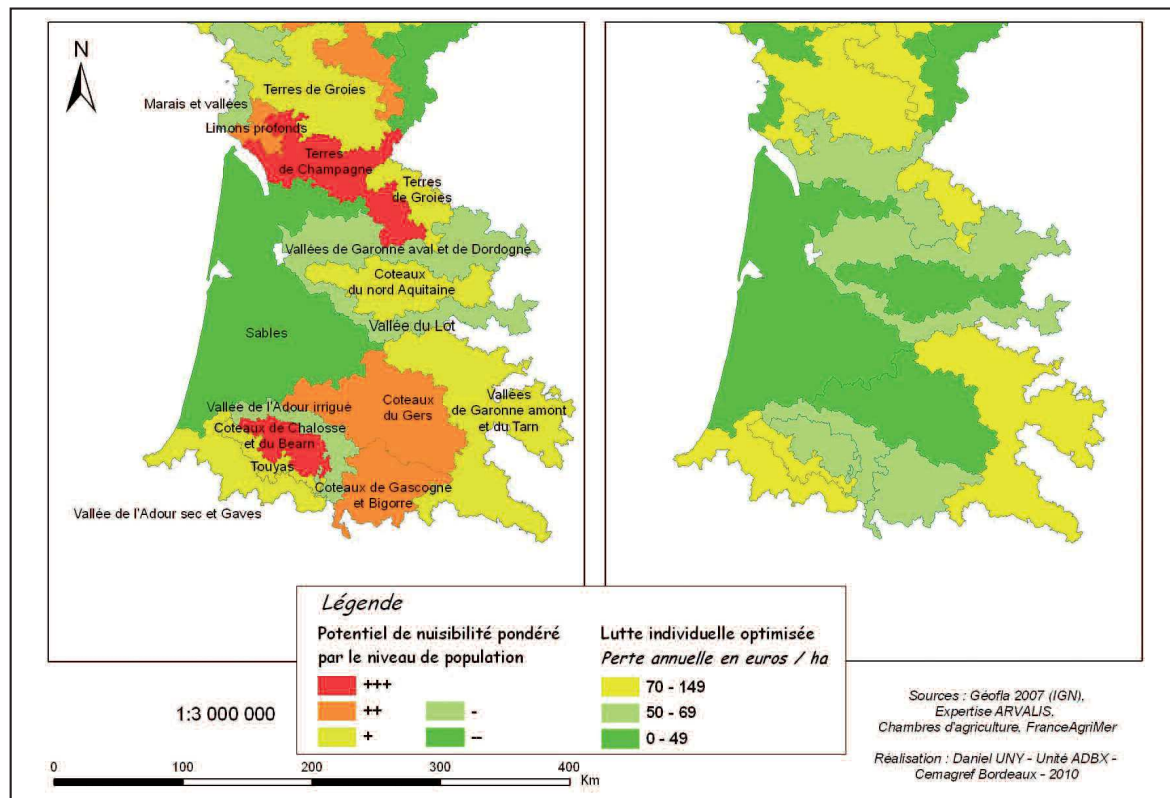 N
Terres de Groies
Marais et vallées
Limons profonds
Terres
de Champagne
Terres
de Groies
Vallées de Garonne aval et de Dordogne
Coteaux
du nord Aquitaine
Vallée du Lot
Sables
Vallée de l'Adour irrigué
Coteaux
du Gers
Vallées
de Garonne amont
et du Tarn
Coteaux de Chalosse
et du Bearn
Touyas
Coteaux de Gascogne
et Bigorre
Vallée de l'Adour sec et Gaves
Légende
Potentiel de nuisibilité pondéré
par le niveau de population
+++
++
+
-
--
Lutte individuelle optimisée
Perte annuelle en euros / ha
70 - 149
50 - 69
0 - 49
1:3 000 000
0 100 200 300 400
Km
Sources : Géofla 2007 (IGN),
Expertise ARVALIS,
Chambres d'agriculture, FranceAgriMer
Réalisation : Daniel UNY - Unité ADBX -
Cemagref Bordeaux - 2010